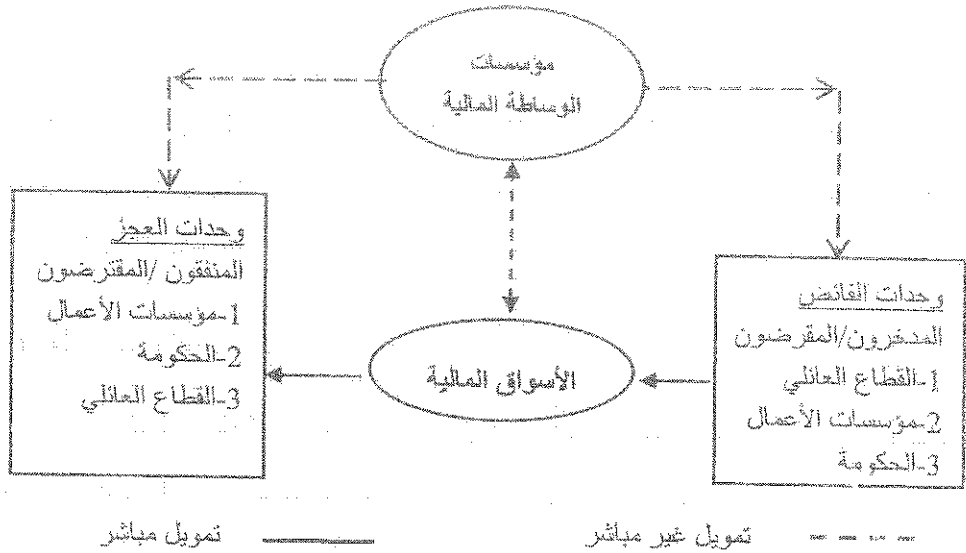 مؤسسات
الوساطة المالية
وحدات الفائض
المدخرون/المقرضون
1-القطاع العائلي
2-مؤسسات الأعمال
3-الحكومة
الأسواق المالية
وحدات العجز
المنفقون /المقترضون
1-مؤسسات الأعمال
2-الحكومة
3-القطاع العائلي
تمويل غير مباشر
تمويل مباشر